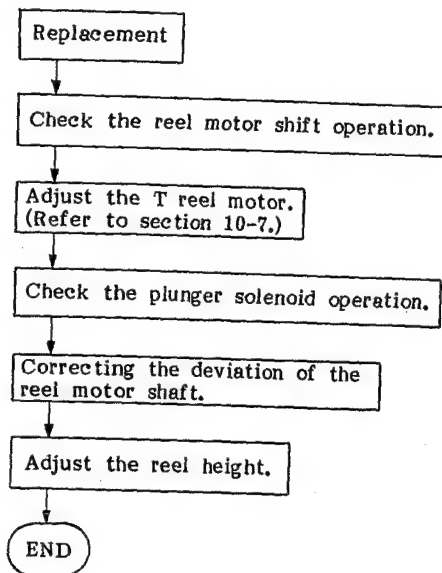 Replacement
Check the reel motor shift operation.
Adjust the T reel motor.
(Refer to section 10-7.)
Check the plunger solenoid operation.
Correcting the deviation of the
reel motor shaft.
Adjust the reel height.
END